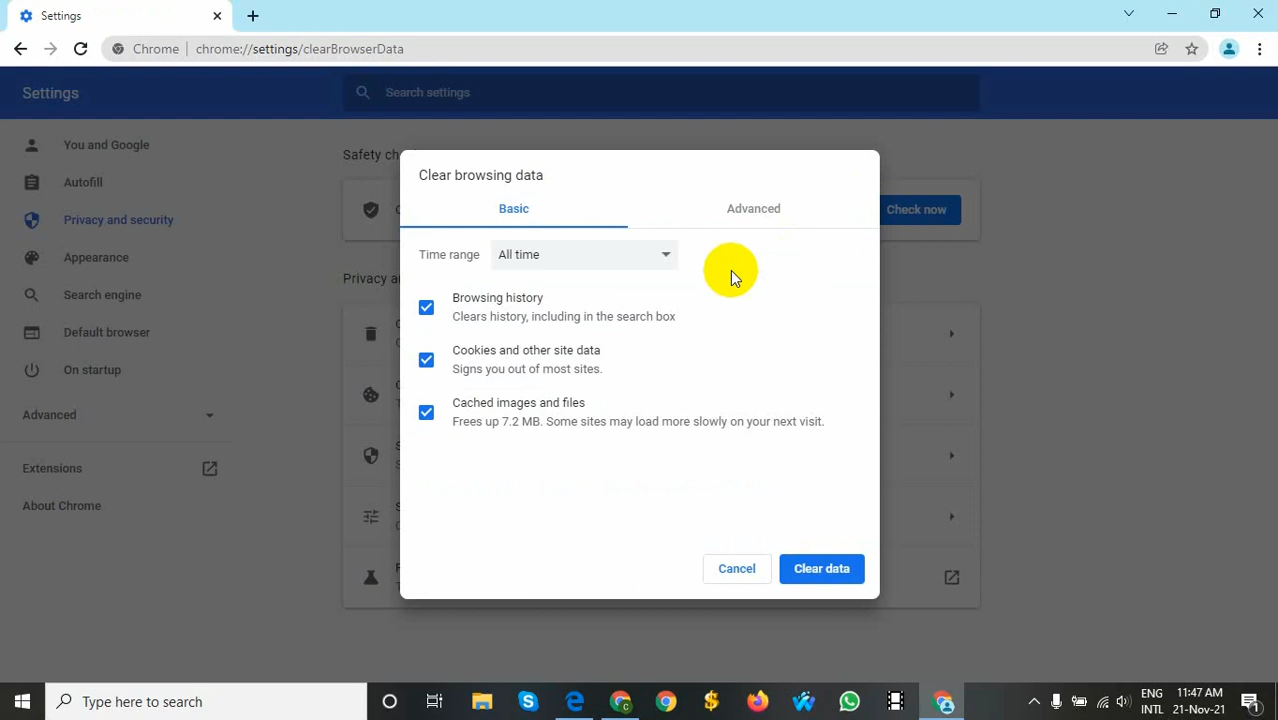 Settings
Chrome
chrome://settings/clearBrowserData
Settings
Search settings
You and Google
Autofill
Privacy and security
Appearance
Search engine
Default browser
On startup
Advanced
Extensions
About Chrome
Safety ch
Check now
Privacy a
Clear browsing data
Basic
Advanced
Time range
All time
Browsing history
Clears history, including in the search box
Cookies and other site data
Signs you out of most sites.
Cached images and files
Frees up 7.2 MB. Some sites may load more slowly on your next visit.
Cancel
Clear data
Type here to search
ENG
INTL
11:47 AM
21-Nov-21
1